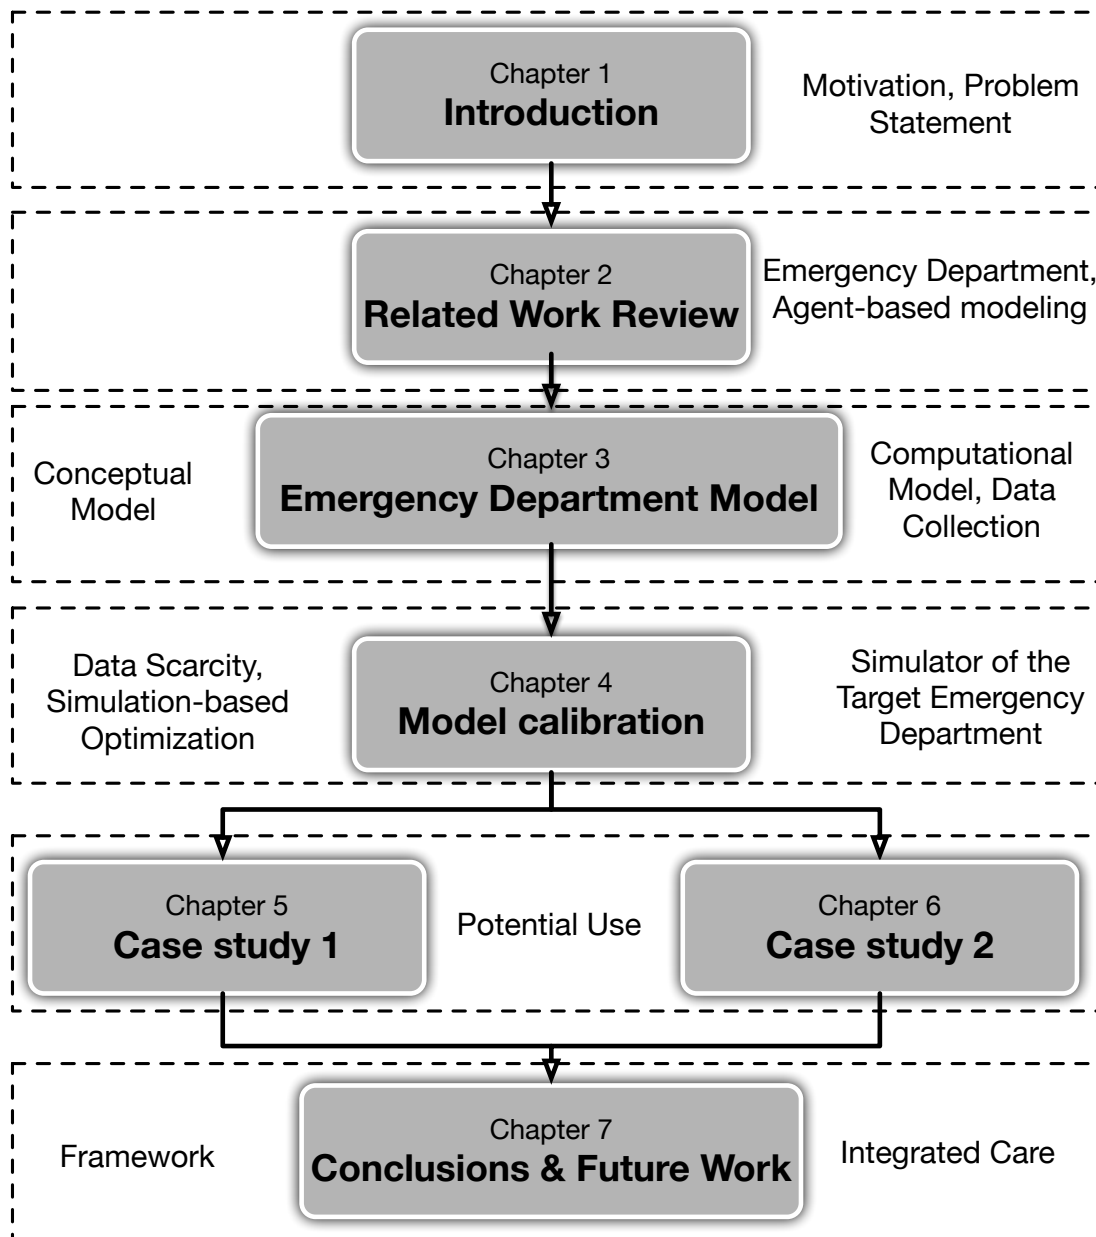 Chapter 1
Introduction
Motivation, Problem
Statement
Chapter 2
Related Work Review
Emergency Department,
Agent-based modeling
Conceptual
Model
Chapter 3
Emergency Department Model
Computational
Model, Data
Collection
Data Scarcity,
Simulation-based
Optimization
Chapter 4
Model calibration
Simulator of the
Target Emergency
Department
Chapter 5
Case study 1
Potential Use
Chapter 6
Case study 2
Framework
Chapter 7
Conclusions & Future Work
Integrated Care